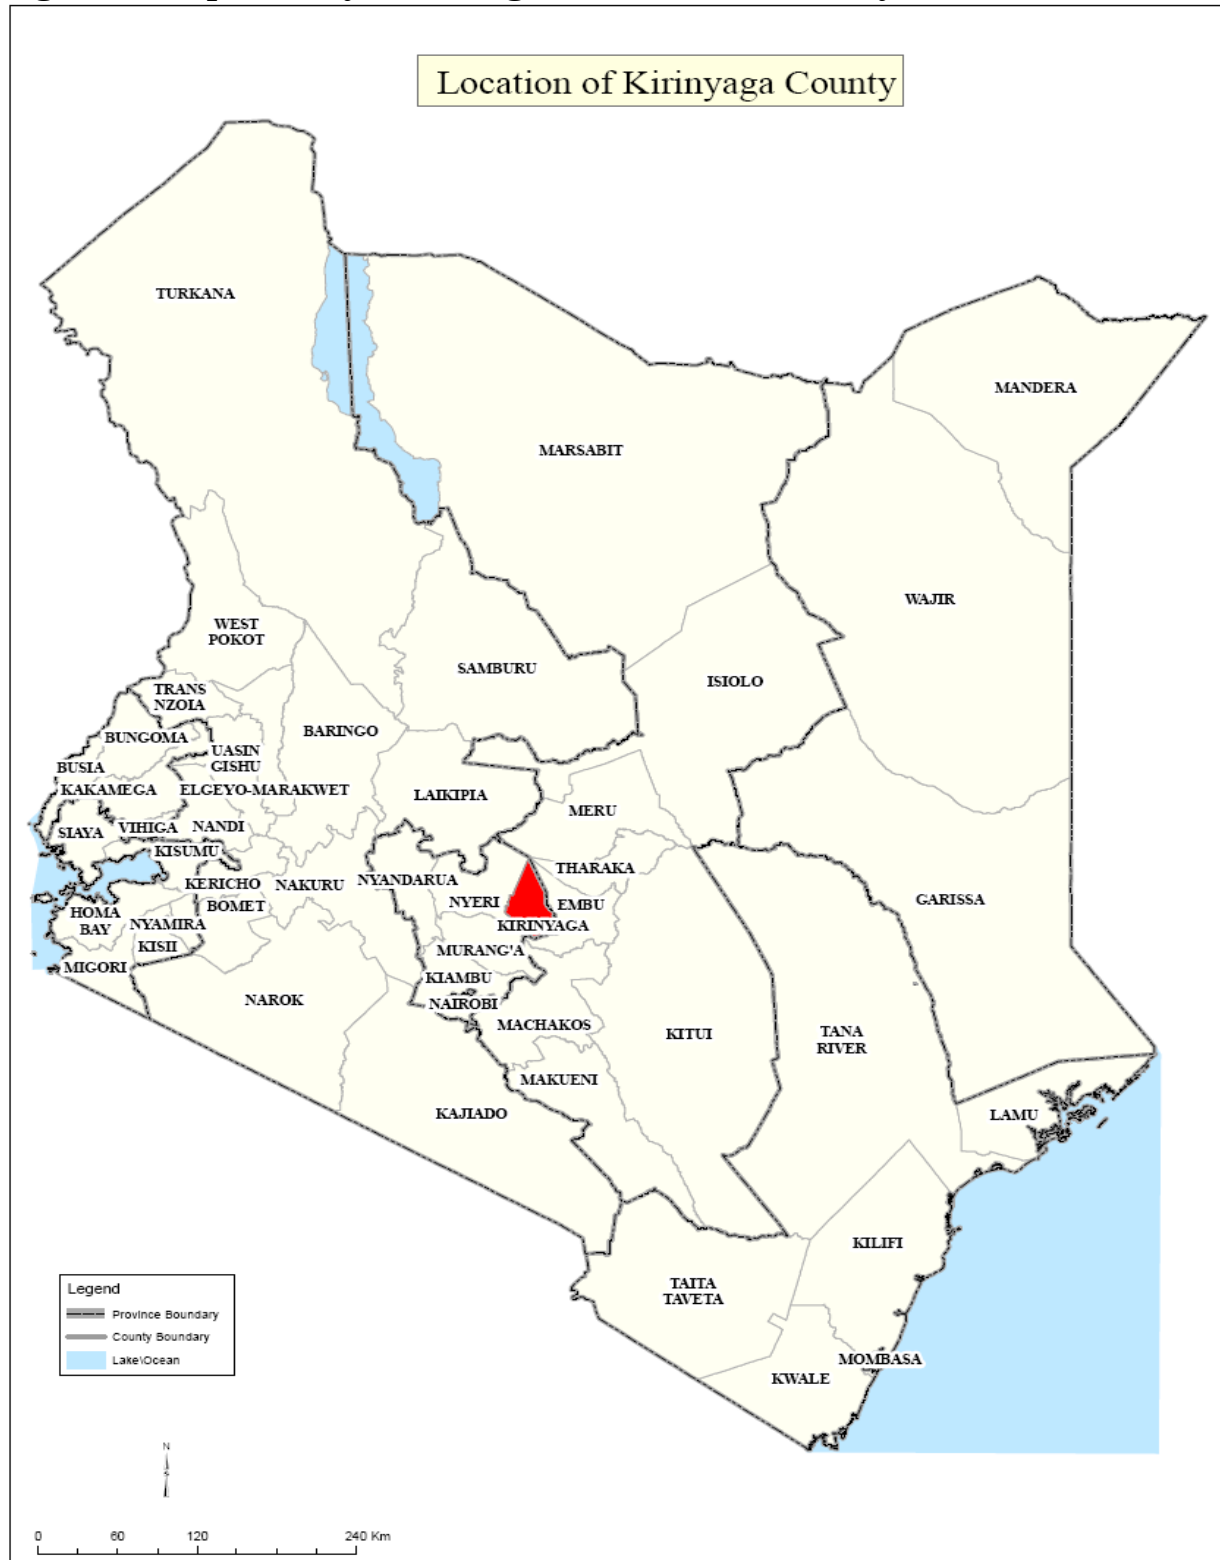 Location of Kirinyaga County
TURKANA
MANDERA
MARSABIT
WAJIR
WEST
POKOT
SAMBURU
ISIOLO
TRANS
NZOIA
BARINGO
BUNGOMA
UASIN
GISHU
BUSIA
KAKAMEGA
ELGEYO-MARAKWET
LAIKIPIA
MERU
SIAYA
VIHIGA
NANDI
KISUMU
THARAKA
KERICHO
NAKURU
NYANDARUA
GARISSA
BOMET
NYERI
EMBU
HOMA
BAY
NYAMIRA
KIRINYAGA
KISII
MURANG'A
MIGORI
KIAMBU
NAROK
NAIROBI
MACHAKOS
KITUI
TANA
RIVER
MAKUENI
KAJIADO
LAMU
KILIFI
TAITA
TAVETA
MOMBASA
KWALE
Legend
Province Boundary
County Boundary
Lake\Ocean
N
S
0 60 120 240 Km